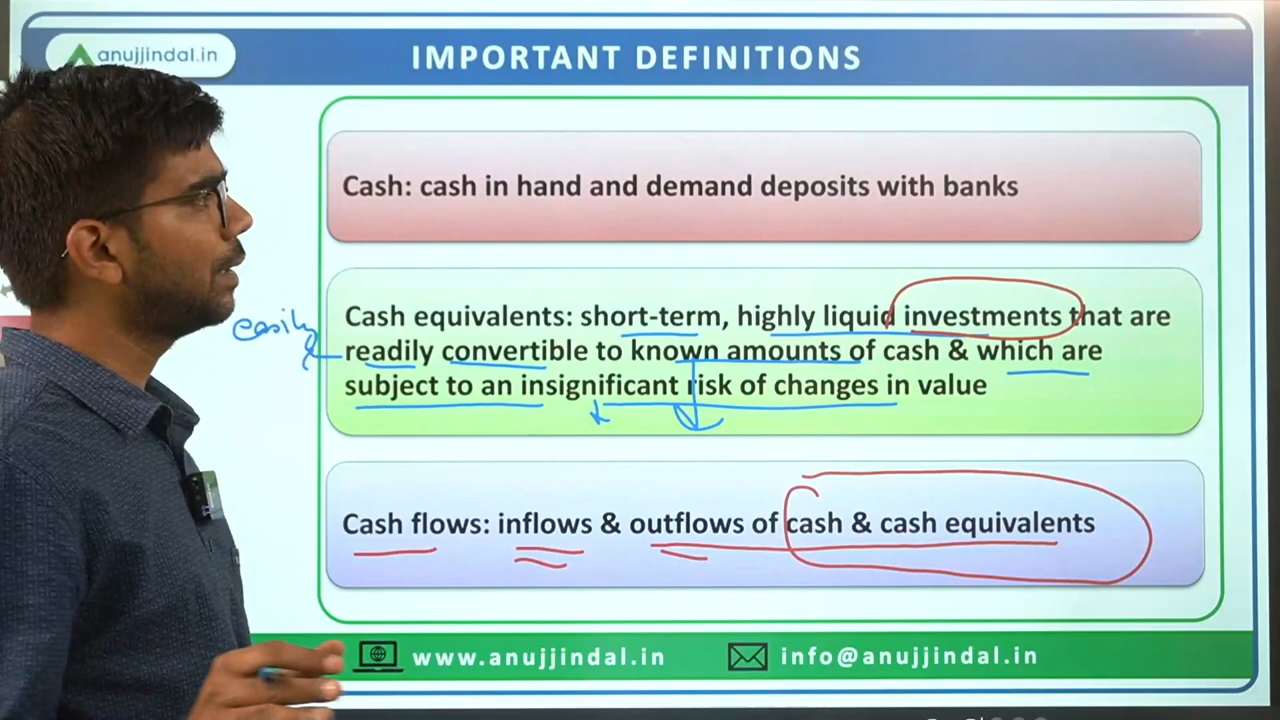 anujjindal.in
IMPORTANT DEFINITIONS
Cash: cash in hand and demand deposits with banks
Cash equivalents: short-term, highly liquid investments that are
easily
readily convertible to known amounts of cash & which are
subject to an insignificant risk of changes in value
Cash flows: inflows & outflows of cash & cash equivalents
www.anujjindal.in
info@anujjindal.in